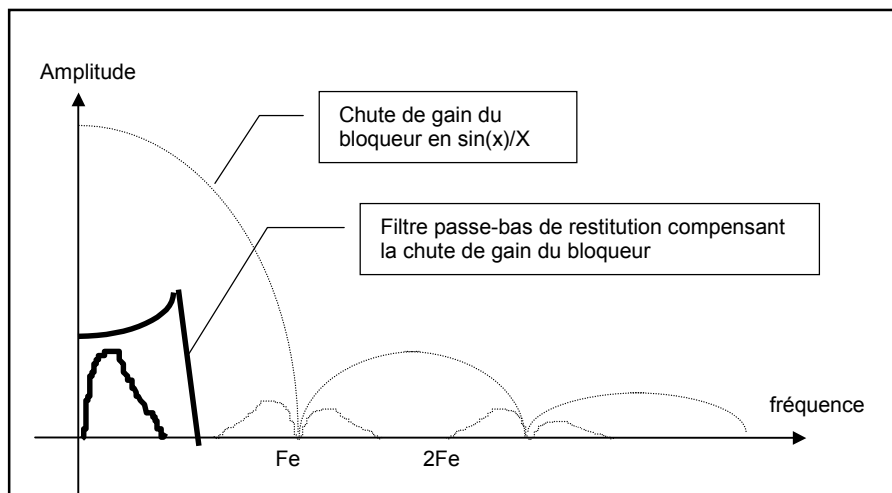 Amplitude
Chute de gain du
bloqueur en sin(x)/X
Filtre passe-bas de restitution compensant
la chute de gain du bloqueur
fréquence
Fe
2Fe